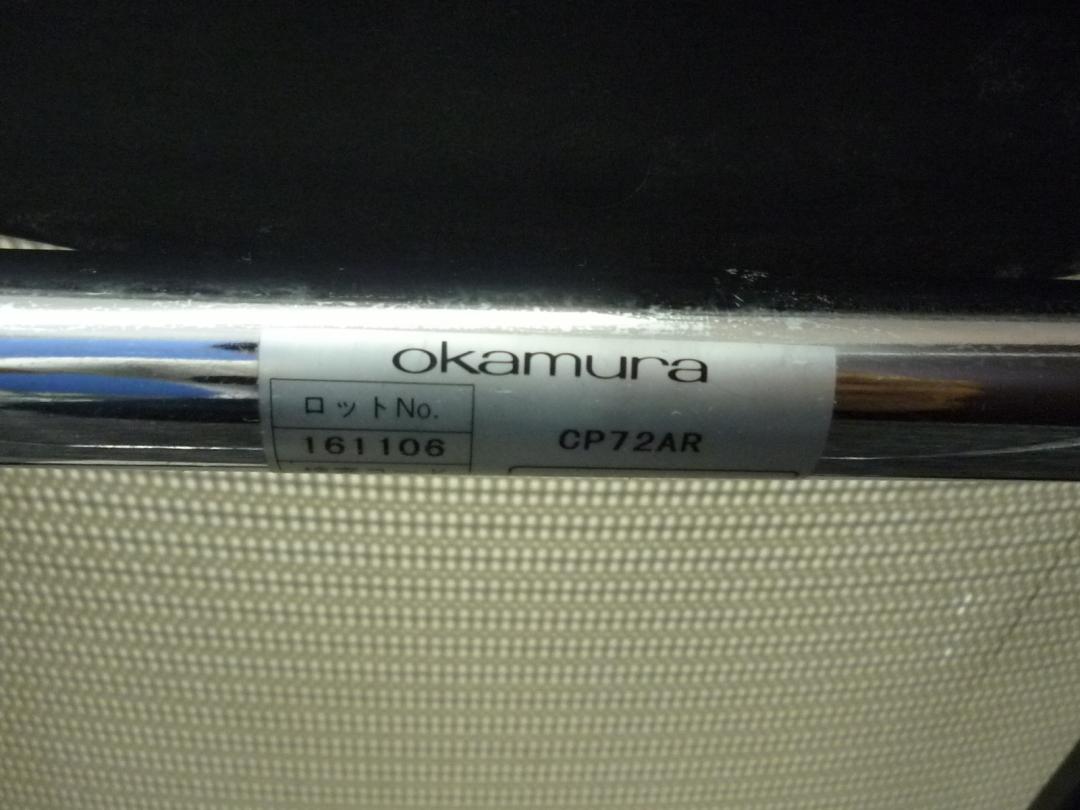 okamura
ロットNo.
161106
CP72AR